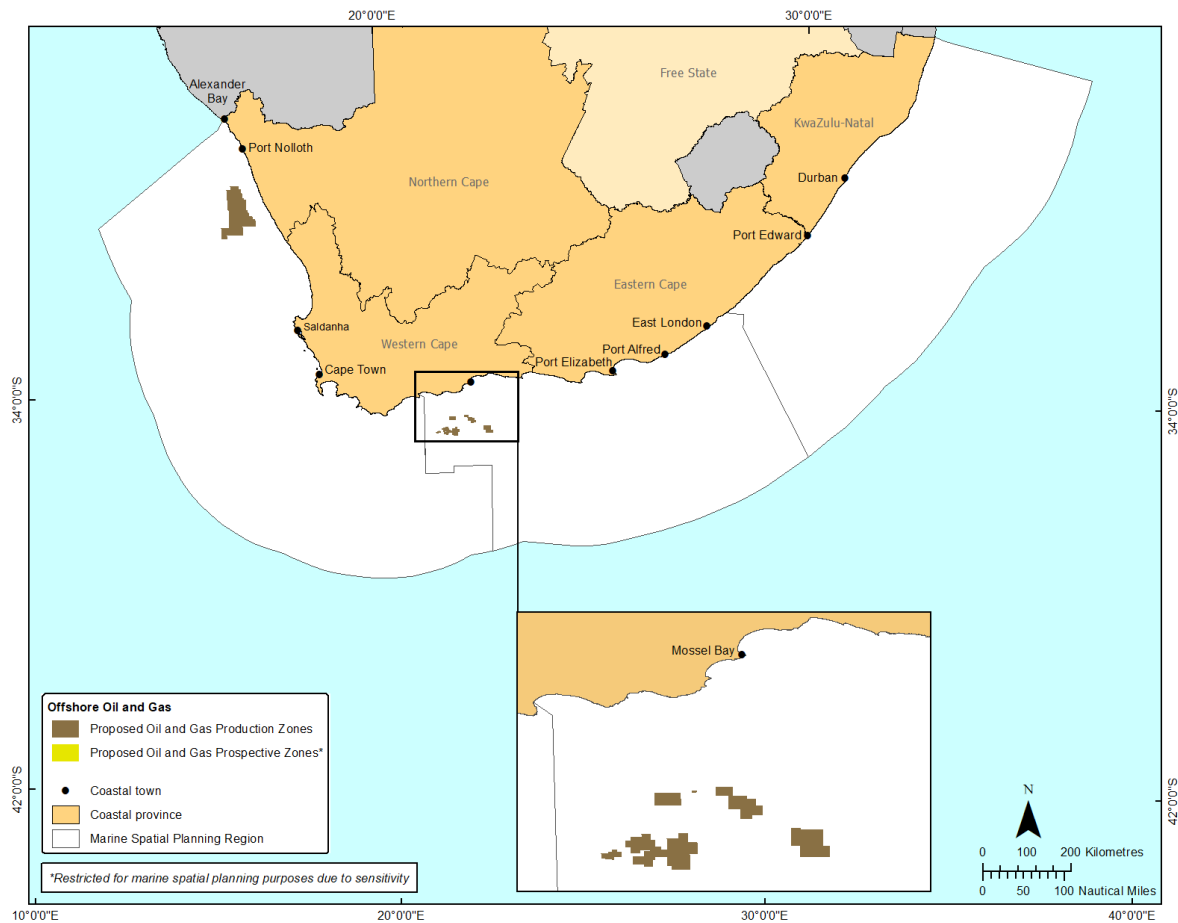 20°0'0"E
30°0'0"E
Alexander
Bay
Port Nolloth
Free State
KwaZulu-Natal
Durban
Northern Cape
Port Edward
Eastern Cape
East London
Saldanha
Western Cape
Port Alfred
Port Elizabeth
Cape Town
34°0'0"S
34°0'0"S
Mossel Bay
Offshore Oil and Gas
Proposed Oil and Gas Production Zones
Proposed Oil and Gas Prospective Zones*
Coastal town
Coastal province
Marine Spatial Planning Region
*Restricted for marine spatial planning purposes due to sensitivity
42°0'0"S
42°0'0"S
N
0 100 200 Kilometres
0 50 100 Nautical Miles
10°0'0"E
20°0'0"E
30°0'0"E
40°0'0"E